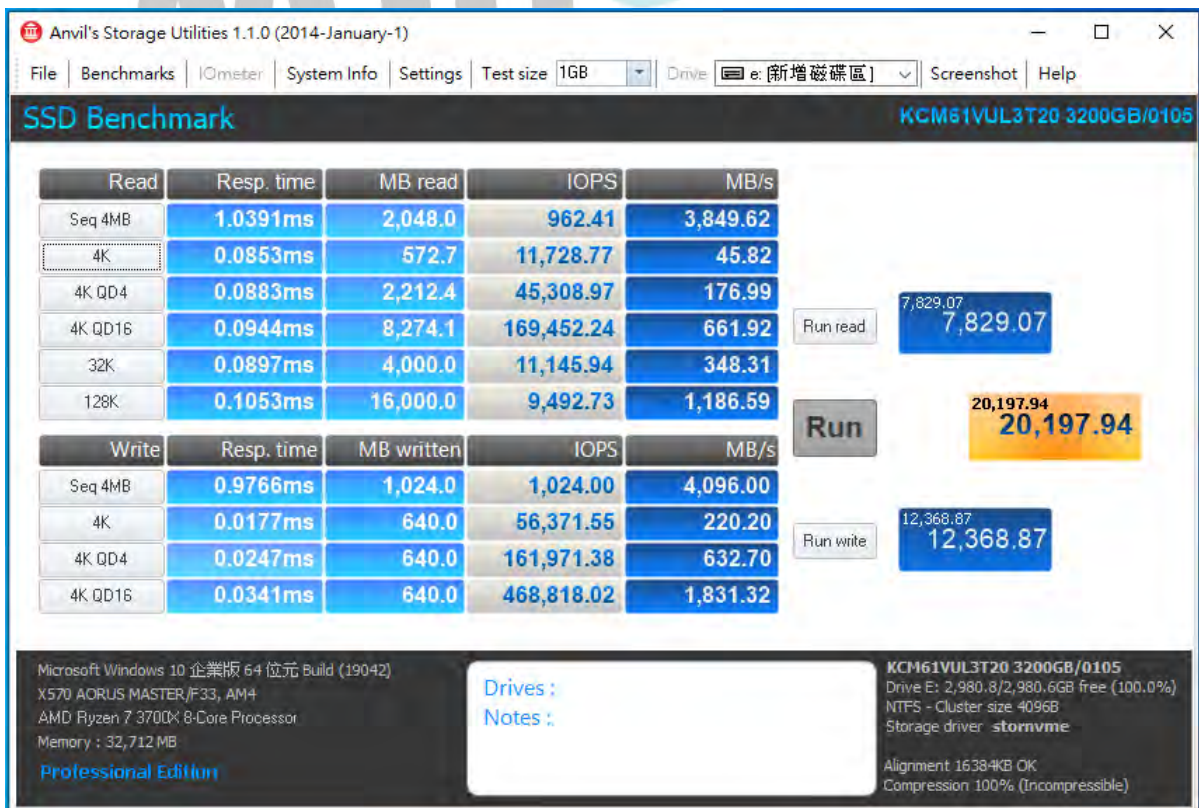 Anvil's Storage Utilities 1.1.0 (2014-January-1)
File Benchmarks IOmeter System Info Settings Test size 1GB Drive e: [新增磁碟區] Screenshot Help
SSD Benchmark KCM61VUL3T20 3200GB/0105
Read Resp. time MB read IOPS MB/s
Seq 4MB 1.0391ms 2,048.0 962.41 3,849.62
4K 0.0853ms 572.7 11,728.77 45.82
4K QD4 0.0883ms 2,212.4 45,308.97 176.99
4K QD16 0.0944ms 8,274.1 169,452.24 661.92
32K 0.0897ms 4,000.0 11,145.94 348.31
128K 0.1053ms 16,000.0 9,492.73 1,186.59
Run read
7,829.07
7,829.07
Run
20,197.94
20,197.94
Write Resp. time MB written IOPS MB/s
Seq 4MB 0.9766ms 1,024.0 1,024.00 4,096.00
4K 0.0177ms 640.0 56,371.55 220.20
4K QD4 0.0247ms 640.0 161,971.38 632.70
4K QD16 0.0341ms 640.0 468,818.02 1,831.32
Run write
12,368.87
12,368.87
Microsoft Windows 10 企業版 64 位元 Build (19042)
X570 AORUS MASTER/F33, AM4
AMD Ryzen 7 3700X 8-Core Processor
Memory : 32,712 MB
Professional Edition
Drives :
Notes :
KCM61VUL3T20 3200GB/0105
Drive E: 2,980.8/2,980.6GB free (100.0%)
NTFS - Cluster size 4096B
Storage driver stornvme
Alignment 16384KB OK
Compression 100% (Incompressible)